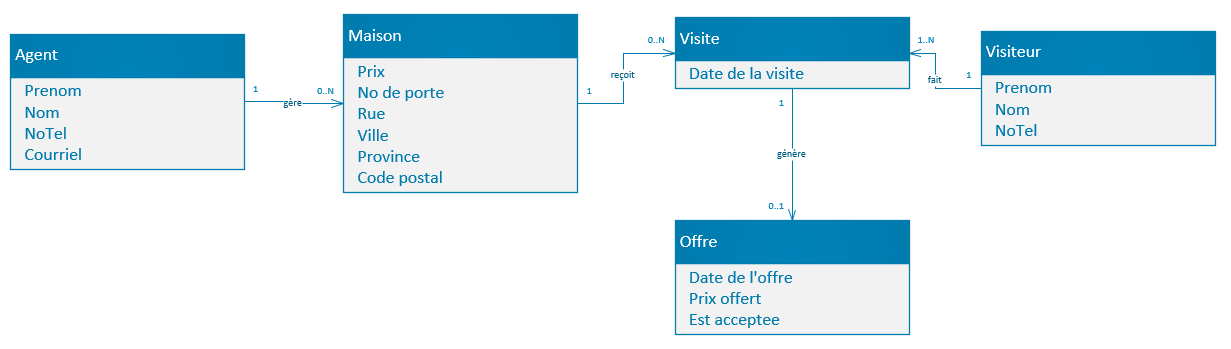 Agent
Prenom
Nom
NoTel
Courriel
1
gère
0..N
Maison
Prix
No de porte
Rue
Ville
Province
Code postal
1
reçoit
0..N
Visite
Date de la visite
1..N
fait
1
Visiteur
Prenom
Nom
NoTel
1
génère
0..1
Offre
Date de l'offre
Prix offert
Est acceptee